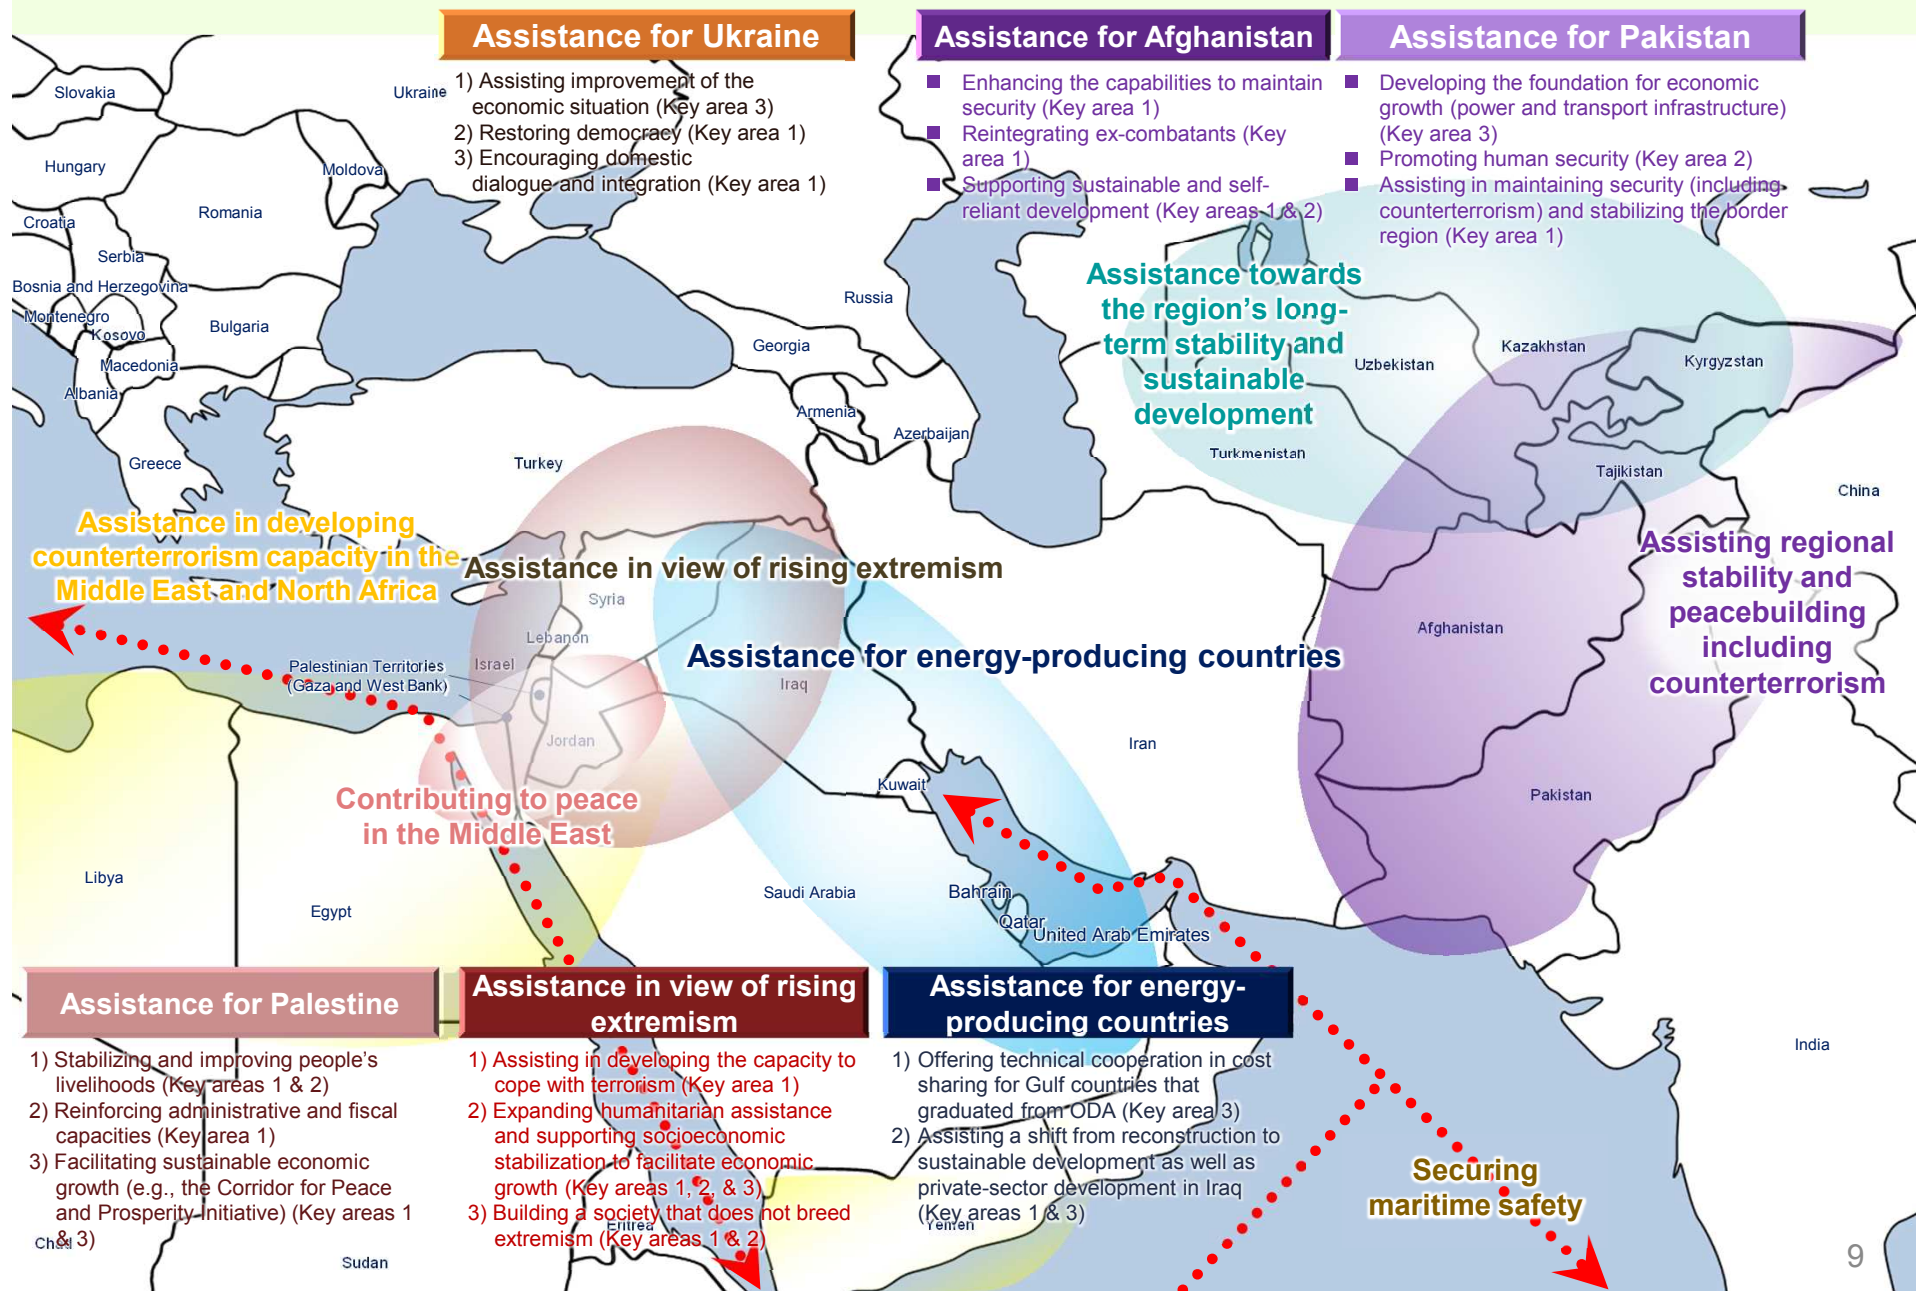 Assistance for Ukraine
1) Assisting improvement of the
economic situation (Key area 3)
2) Restoring democracy (Key area 1)
3) Encouraging domestic
dialogue and integration (Key area 1)
Assistance for Afghanistan
■ Enhancing the capabilities to maintain
security (Key area 1)
■ Reintegrating ex-combatants (Key
area 1)
■ Supporting sustainable and self-
reliant development (Key areas 1 & 2)
Assistance for Pakistan
■ Developing the foundation for economic
growth (power and transport infrastructure)
(Key area 3)
■ Promoting human security (Key area 2)
■ Assisting in maintaining security (including
counterterrorism) and stabilizing the border
region (Key area 1)
Slovakia
Ukraine
Hungary
Moldova
Croatia
Romania
Serbia
Bosnia and Herzegovina
Montenegro
Kosovo
Bulgaria
Macedonia
Albania
Greece
Turkey
Russia
Georgia
Armenia
Azerbaijan
Assistance towards
the region’s long-
term stability and
sustainable
development
Uzbekistan
Kazakhstan
Kyrgyzstan
Turkmenistan
Tajikistan
China
Assistance in developing
counterterrorism capacity in the
Middle East and North Africa
Assistance in view of rising extremism
Syria
Lebanon
Israel
Palestinian Territories
(Gaza and West Bank)
Jordan
Assistance for energy-producing countries
Iraq
Iran
Afghanistan
Pakistan
Assisting regional
stability and
peacebuilding
including
counterterrorism
Contributing to peace
in the Middle East
Kuwait
Libya
Egypt
Saudi Arabia
Bahrain
Qatar
United Arab Emirates
India
Assistance for Palestine
1) Stabilizing and improving people’s
livelihoods (Key areas 1 & 2)
2) Reinforcing administrative and fiscal
capacities (Key area 1)
3) Facilitating sustainable economic
growth (e.g., the Corridor for Peace
and Prosperity Initiative) (Key areas 1
& 3)
Chad
Sudan
Assistance in view of rising
extremism
1) Assisting in developing the capacity to
cope with terrorism (Key area 1)
2) Expanding humanitarian assistance
and supporting socioeconomic
stabilization to facilitate economic
growth (Key areas 1, 2, & 3)
3) Building a society that does not breed
extremism (Key areas 1 & 2)
Eritrea
Assistance for energy-
producing countries
1) Offering technical cooperation in cost
sharing for Gulf countries that
graduated from ODA (Key area 3)
2) Assisting a shift from reconstruction to
sustainable development as well as
private-sector development in Iraq
(Key areas 1 & 3)
Yemen
Securing
maritime safety
9